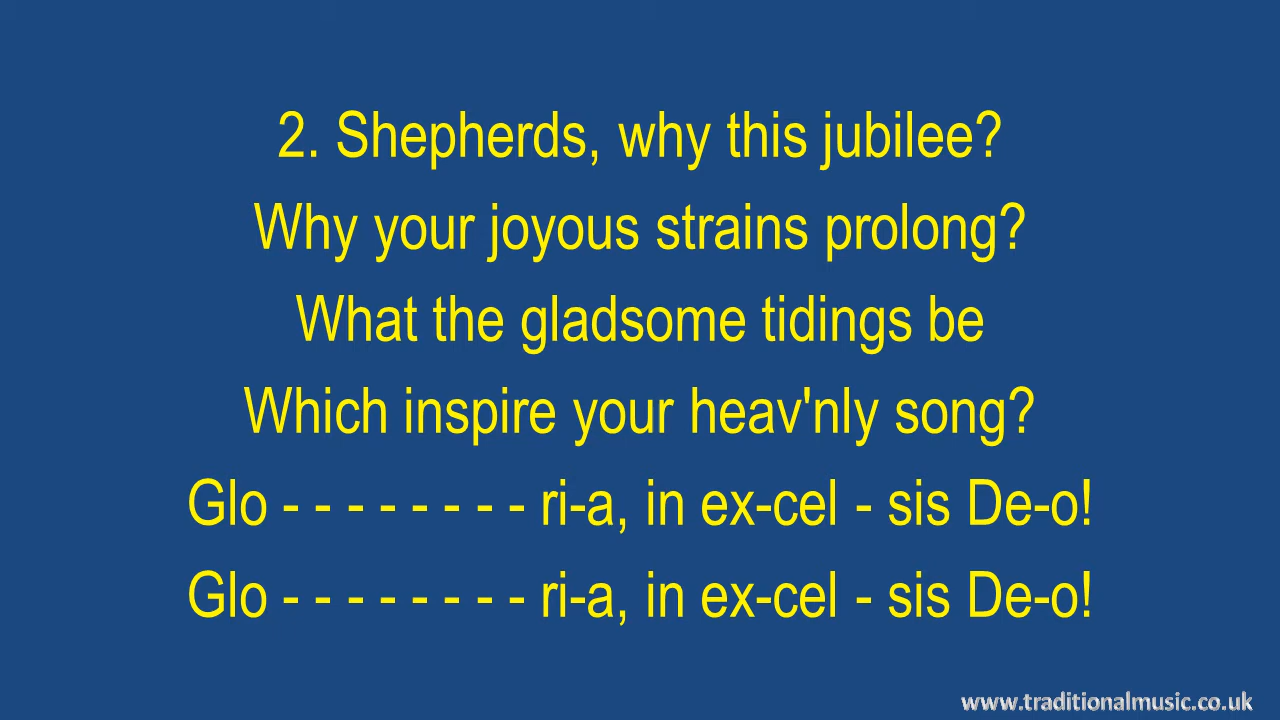 2. Shepherds, why this jubilee?
Why your joyous strains prolong?
What the gladsome tidings be
Which inspire your heav'nly song?
Glo - - - - - - - - ri-a, in ex-cel - sis De-o!
Glo - - - - - - - - ri-a, in ex-cel - sis De-o!
www.traditionalmusic.co.uk